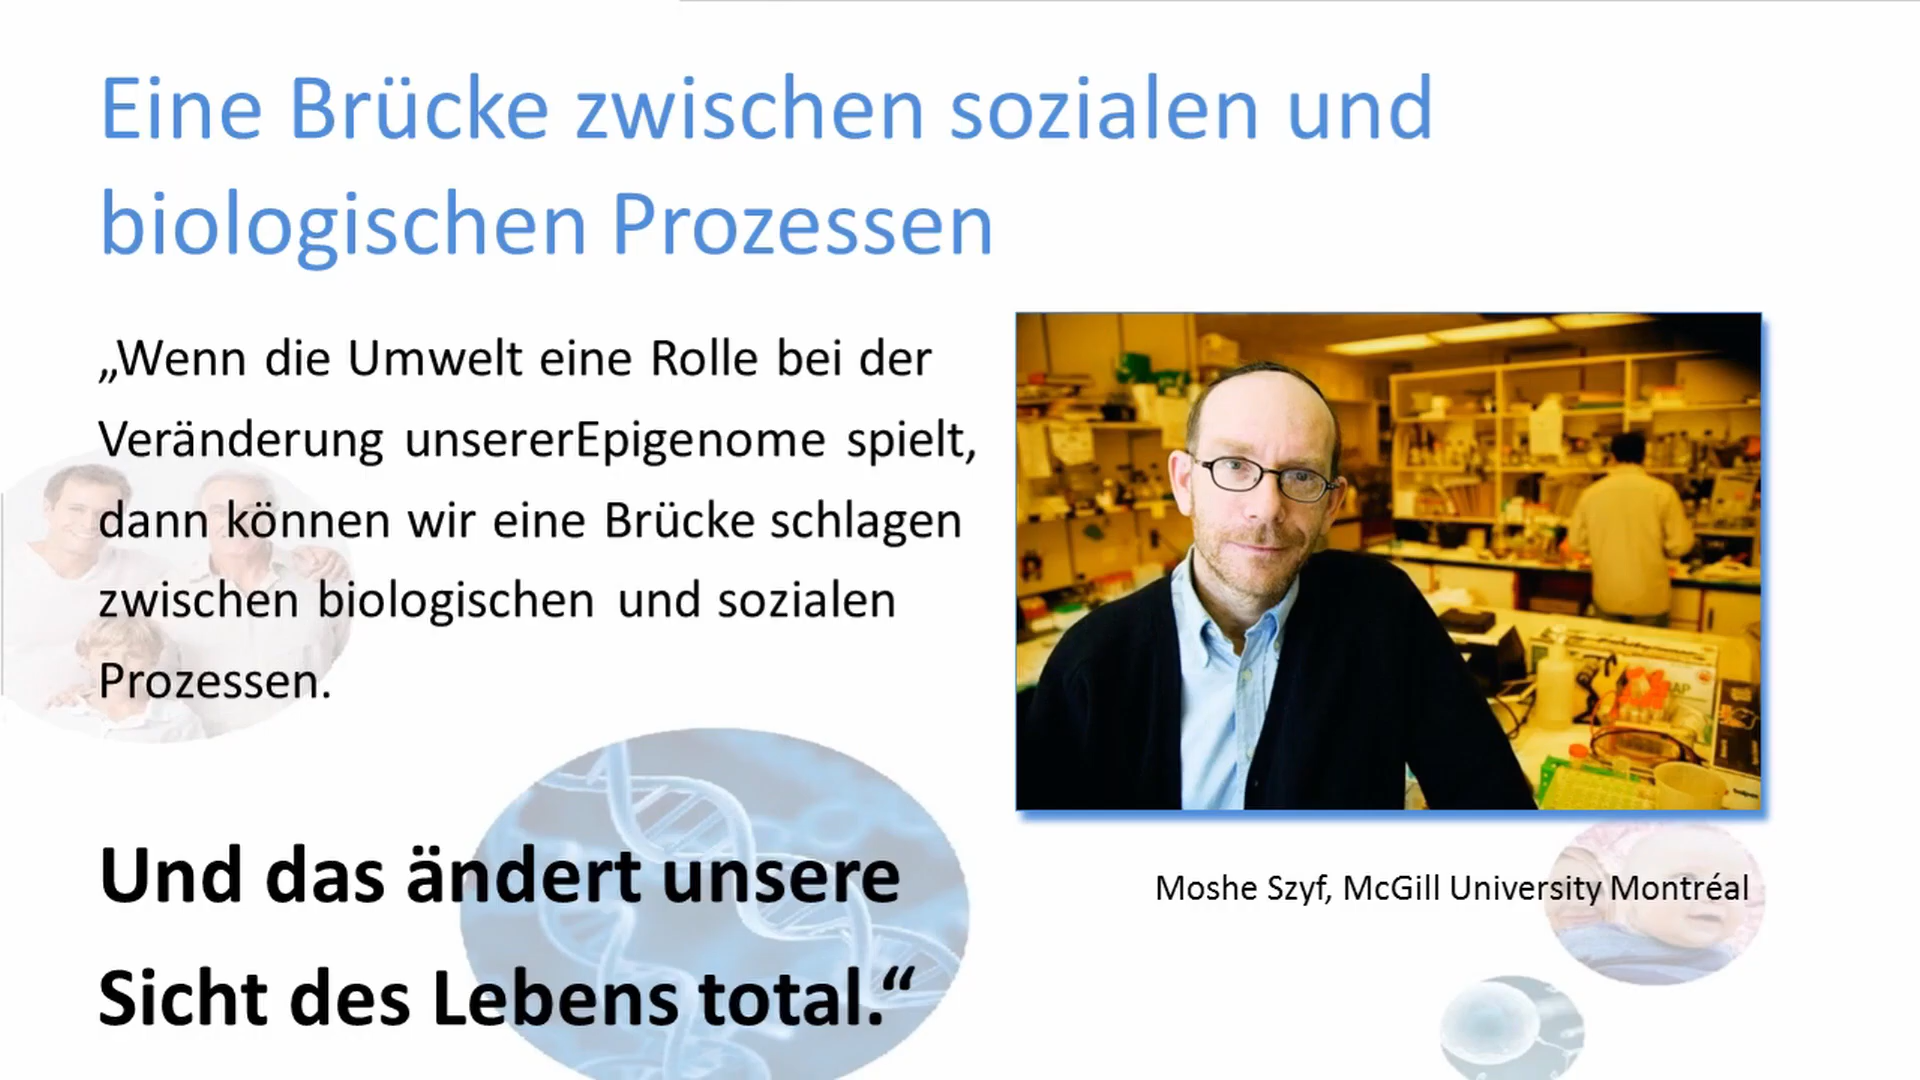 Eine Brücke zwischen sozialen und
biologischen Prozessen
„Wenn die Umwelt eine Rolle bei der
Veränderung unsererEpigenome spielt,
dann können wir eine Brücke schlagen
zwischen biologischen und sozialen
Prozessen.
Und das ändert unsere
Sicht des Lebens total.“
Moshe Szyf, McGill University Montréal